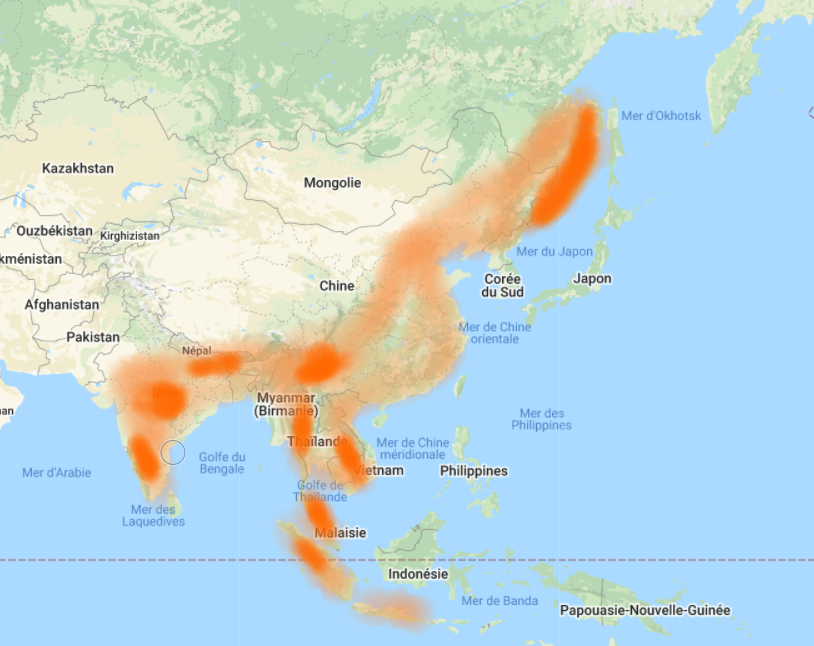 Mer d'Okhotsk
Kazakhstan
Mongolie
Ouzbékistan
Kirghizistan
kménistan
Mer du Japon
Chine
Corée
du Sud
Japon
Afghanistan
Pakistan
Mer de Chine
orientale
Népal
Myanmar
(Birmanie)
an
Mer des
Philippines
Thaïlande
Mer de Chine
méridionale
Golfe du
Bengale
Mer d'Arabie
Vietnam
Philippines
Golfe de
Thaïlande
Mer des
Laquedives
Malaisie
Indonésie
Mer de Banda
Papouasie-Nouvelle-Guinée